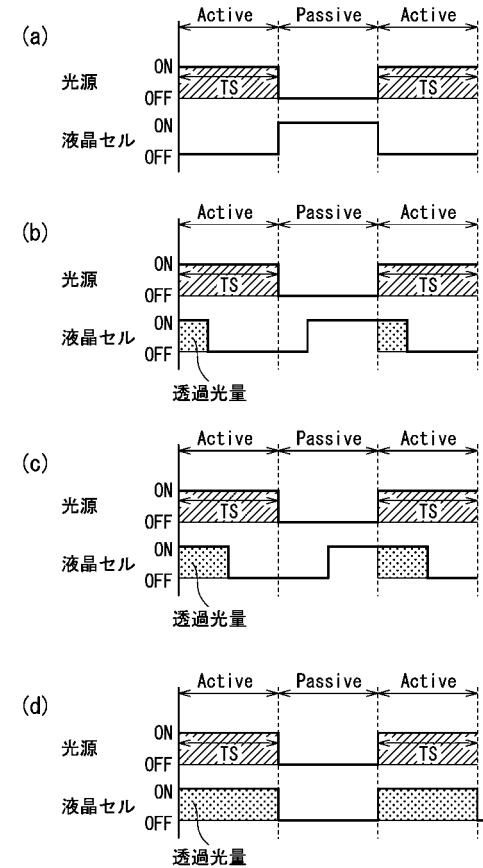 (a)
Active Passive Active
光源 ON OFF TS TS
液晶セル ON OFF
(b)
Active Passive Active
光源 ON OFF TS TS
液晶セル ON OFF
透過光量
(c)
Active Passive Active
光源 ON OFF TS TS
液晶セル ON OFF
透過光量
(d)
Active Passive Active
光源 ON OFF TS TS
液晶セル ON OFF
透過光量